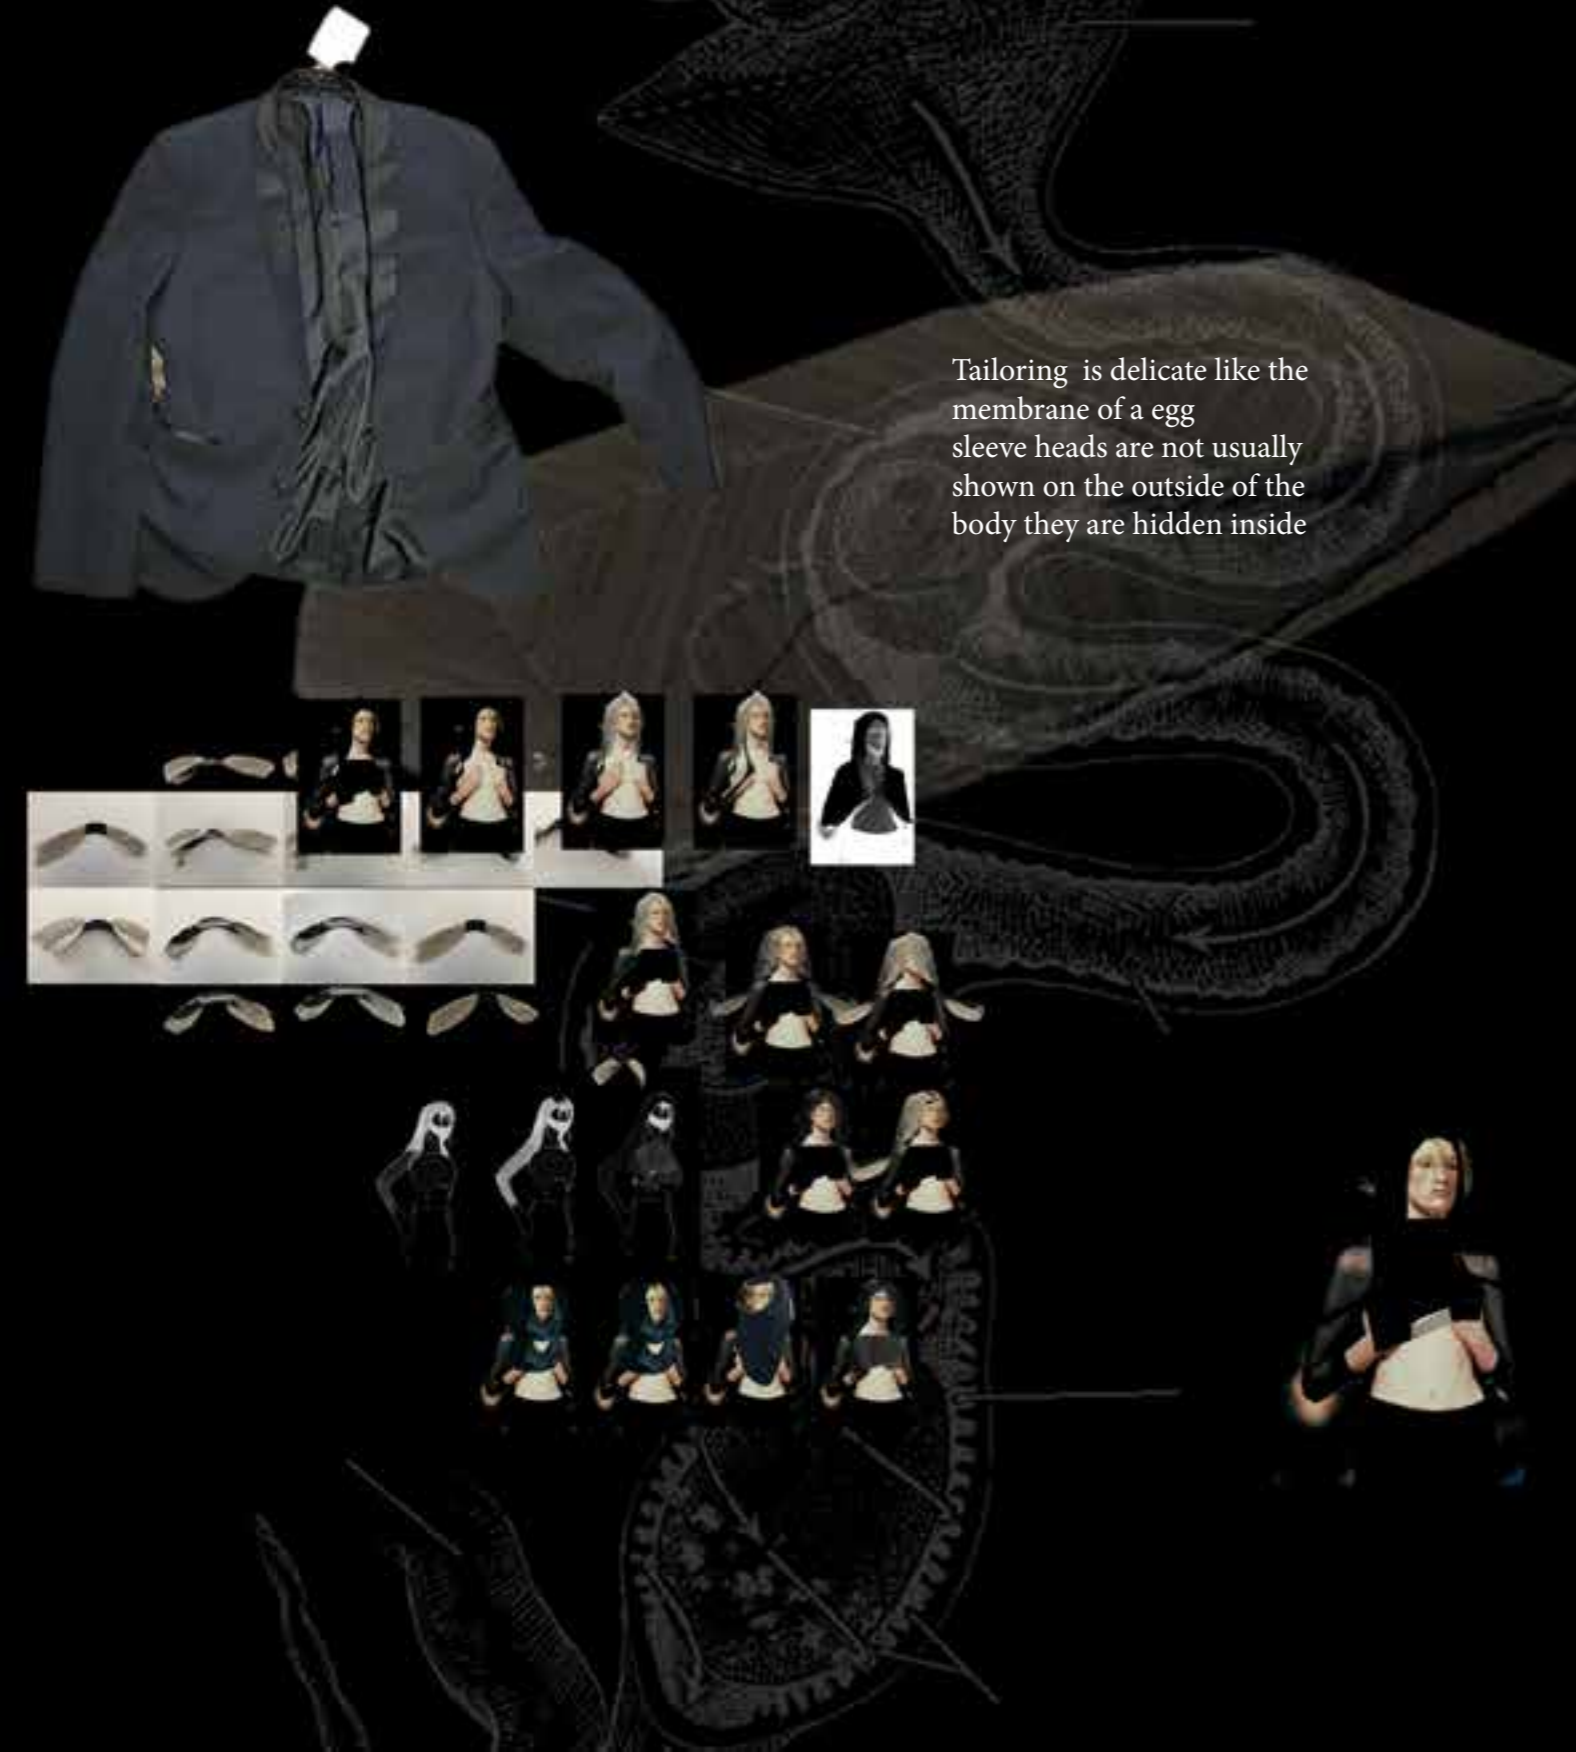 Tailoring  is delicate like the
membrane of a egg
sleeve heads are not usually
shown on the outside of the
body they are hidden inside